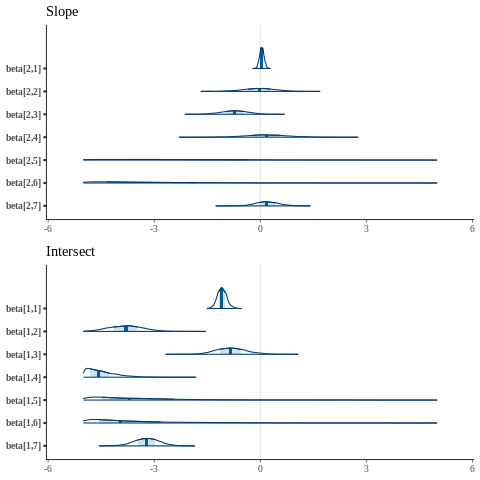 Slope
beta[2,1]
beta[2,2]
beta[2,3]
beta[2,4]
beta[2,5]
beta[2,6]
beta[2,7]
-6 -3 0 3 6
Intersect
beta[1,1]
beta[1,2]
beta[1,3]
beta[1,4]
beta[1,5]
beta[1,6]
beta[1,7]
-6 -3 0 3 6